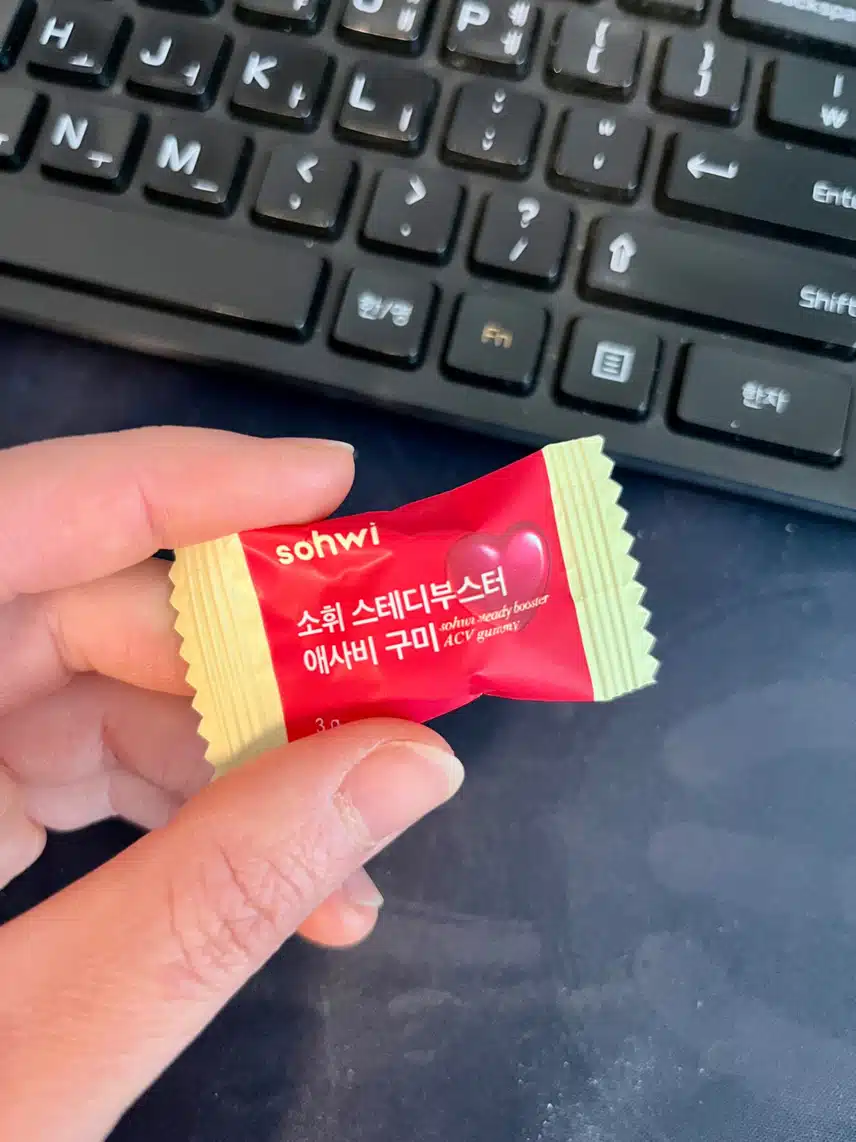 H ㅗ J ㅓ K ㅏ L ㅣ
P ㅔ ㅖ { [ } ]
N ㅜ M ㅡ < , > . ? /
: ; " '
Enter
Shift
한/영 Fn 한자
sohwi
소휘 스테디부스터
애사비 구미
sohwi steady booster
ACV gummy
3 g